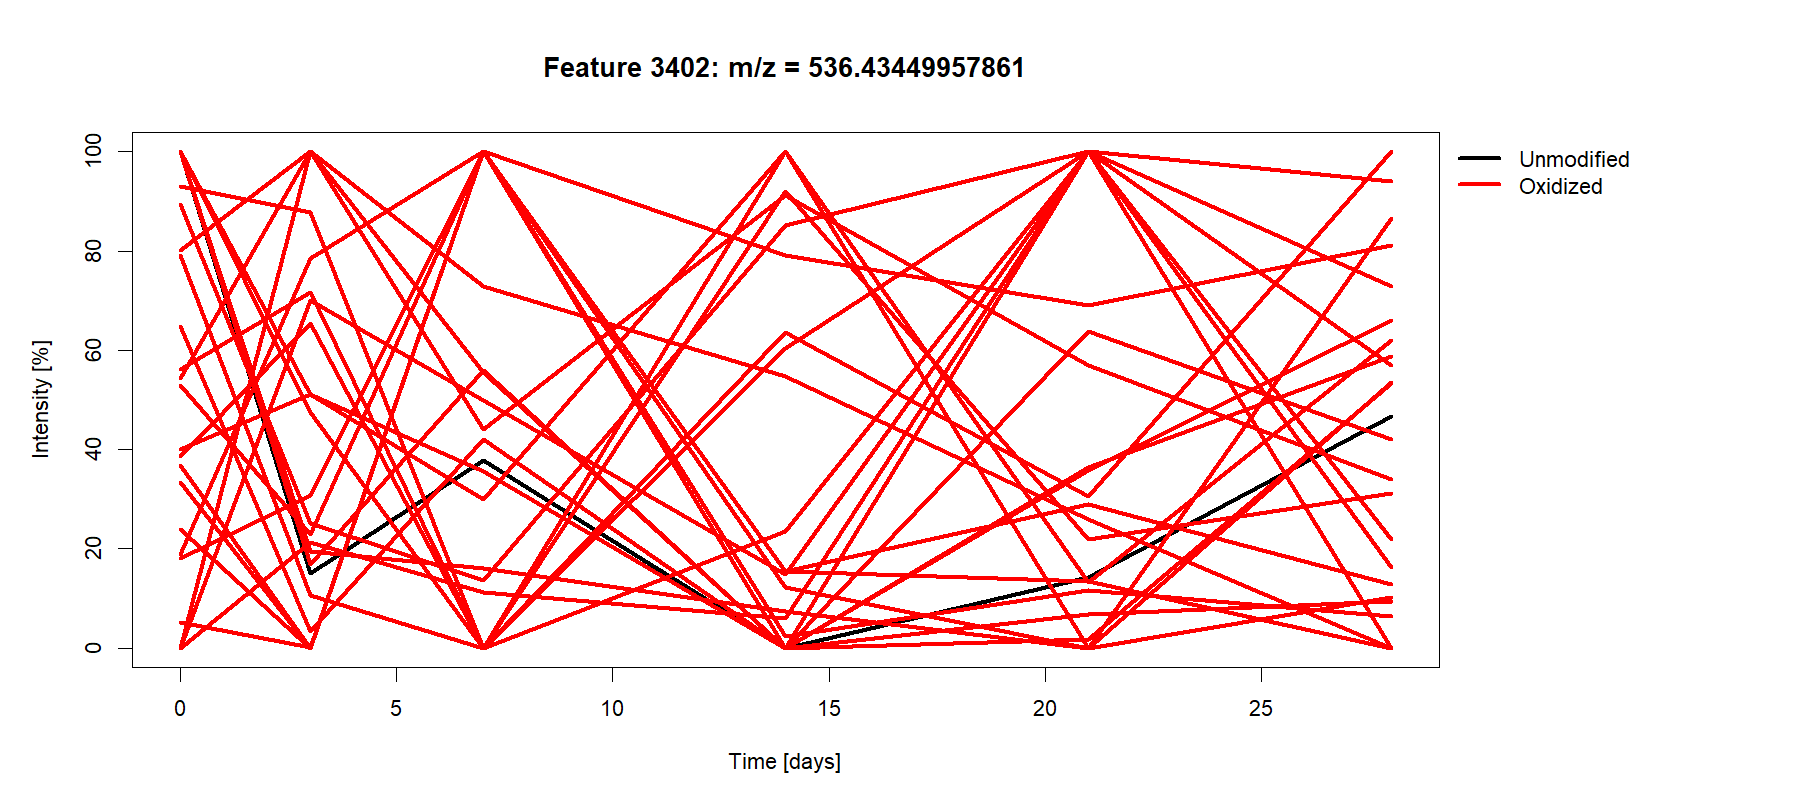 Feature 3402: m/z = 536.43449957861
Unmodified
Oxidized
Intensity [%]
100
80
60
40
20
0
0 5 10 15 20 25
Time [days]